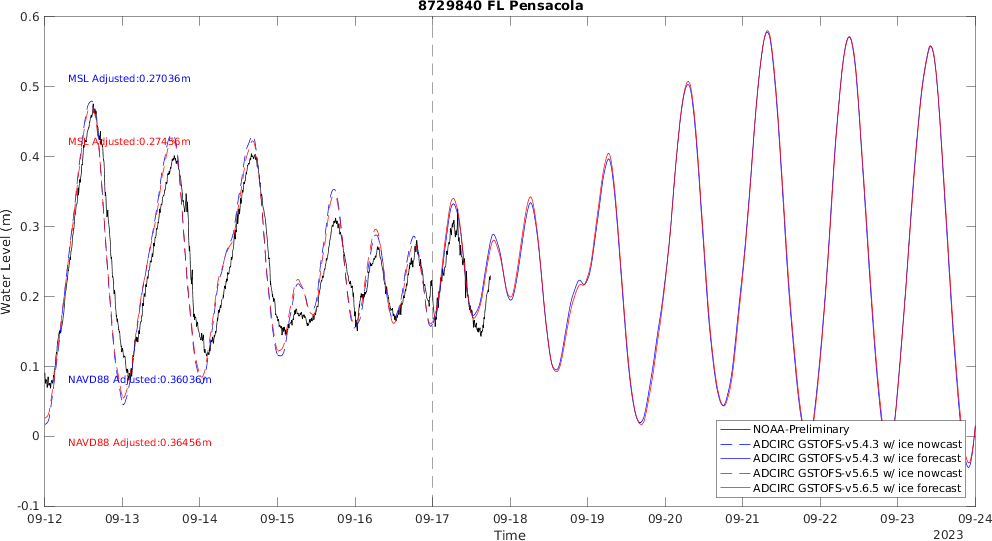 8729840 FL Pensacola
0.6
0.5
0.4
0.3
0.2
0.1
0
-0.1
Water Level (m)
MSL Adjusted:0.27036m
MSL Adjusted:0.27456m
NAVD88 Adjusted:0.36036m
NAVD88 Adjusted:0.36456m
NOAA-Preliminary
ADCIRC GSTOFS-v5.4.3 w/ ice nowcast
ADCIRC GSTOFS-v5.4.3 w/ ice forecast
ADCIRC GSTOFS-v5.6.5 w/ ice nowcast
ADCIRC GSTOFS-v5.6.5 w/ ice forecast
09-12 09-13 09-14 09-15 09-16 09-17 09-18 09-19 09-20 09-21 09-22 09-23 09-24
Time
2023